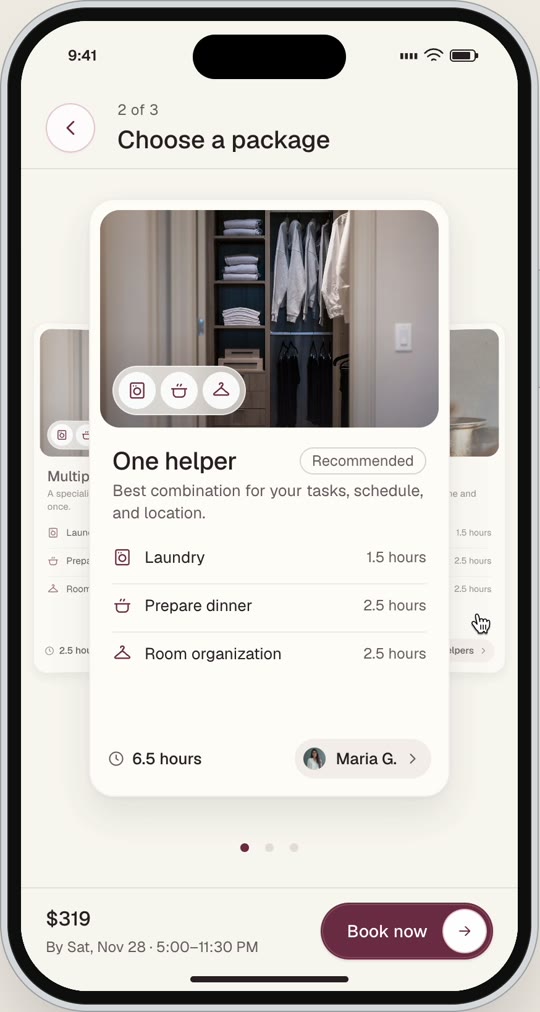 9:41
2 of 3
Choose a package
One helper
Recommended
Best combination for your tasks, schedule,
and location.
Laundry
1.5 hours
Prepare dinner
2.5 hours
Room organization
2.5 hours
6.5 hours
Maria G.
A speciali
once.
1.5 hours
2.5 hours
2.5 hours
Multip
Laun
Prepa
Room
2.5 hou
e and
elpers
$319
By Sat, Nov 28 · 5:00–11:30 PM
Book now